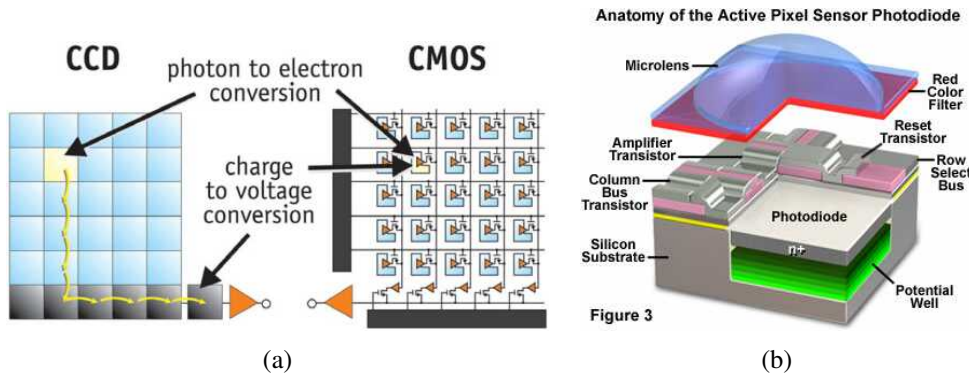 CCD
photon to electron
conversion
CMOS
charge
to voltage
conversion
(a)
Anatomy of the Active Pixel Sensor Photodiode
Microlens
Red
Color
Filter
Amplifier
Transistor
Reset
Transistor
Column
Bus
Transistor
Row
Select
Bus
Photodiode
Silicon
Substrate
n+
Potential
Well
Figure 3
(b)